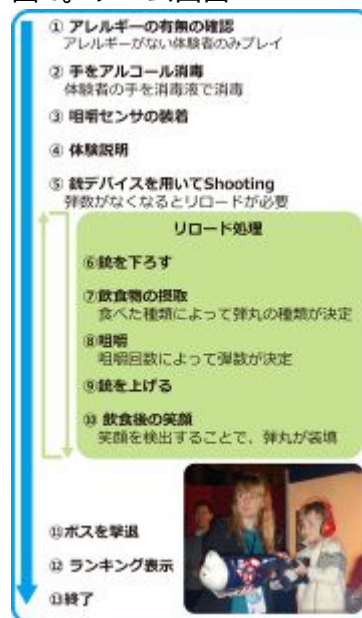 ① アレルギーの有無の確認
アレルギーがない体験者のみプレイ
② 手をアルコール消毒
体験者の手を消毒液で消毒
③ 咀嚼センサの装着
④ 体験説明
⑤ 銃デバイスを用いてShooting
弾数がなくなるとリロードが必要
リロード処理
⑥銃を下ろす
⑦飲食物の摂取
食べた種類によって弾丸の種類が決定
⑧咀嚼
咀嚼回数によって弾数が決定
⑨銃を上げる
⑩ 飲食後の笑顔
笑顔を検出することで、弾丸が装填
⑪ボスを撃退
⑫ ランキング表示
⑬終了